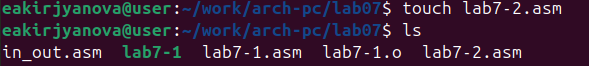 eakirjyanova@user:~/work/arch-pc/lab07$ touch lab7-2.asm
eakirjyanova@user:~/work/arch-pc/lab07$ ls
in_out.asm  lab7-1  lab7-1.asm  lab7-1.o  lab7-2.asm